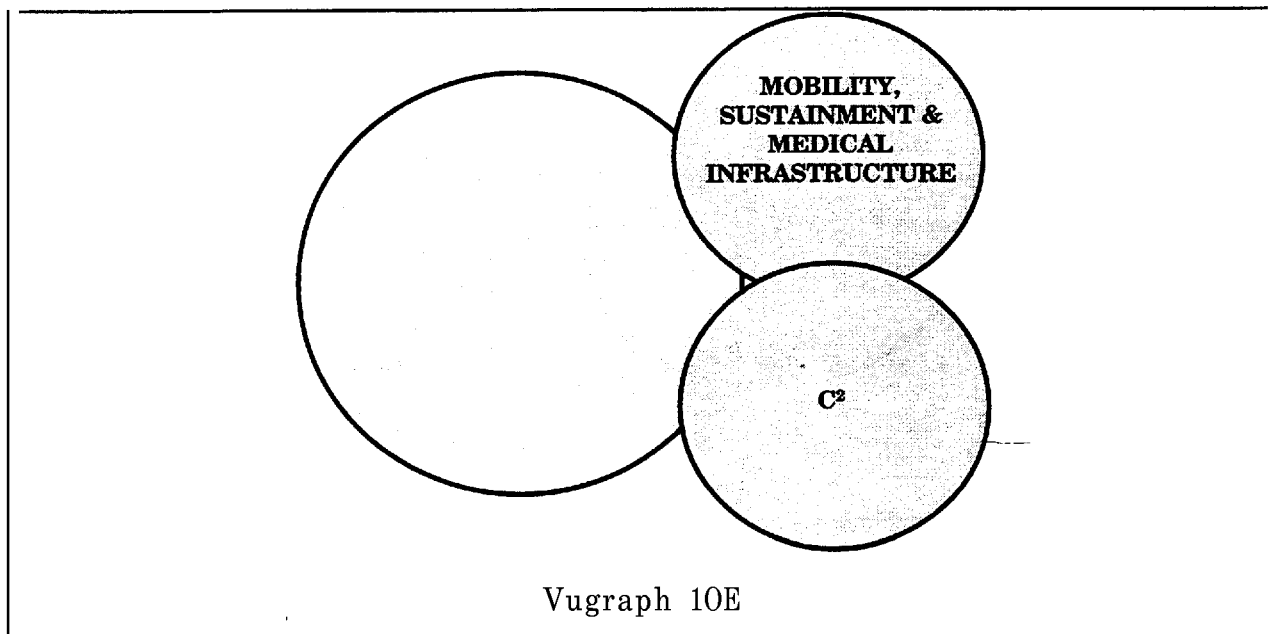 MOBILITY,
SUSTAINMENT &
MEDICAL
INFRASTRUCTURE
C²
Vugraph 10E